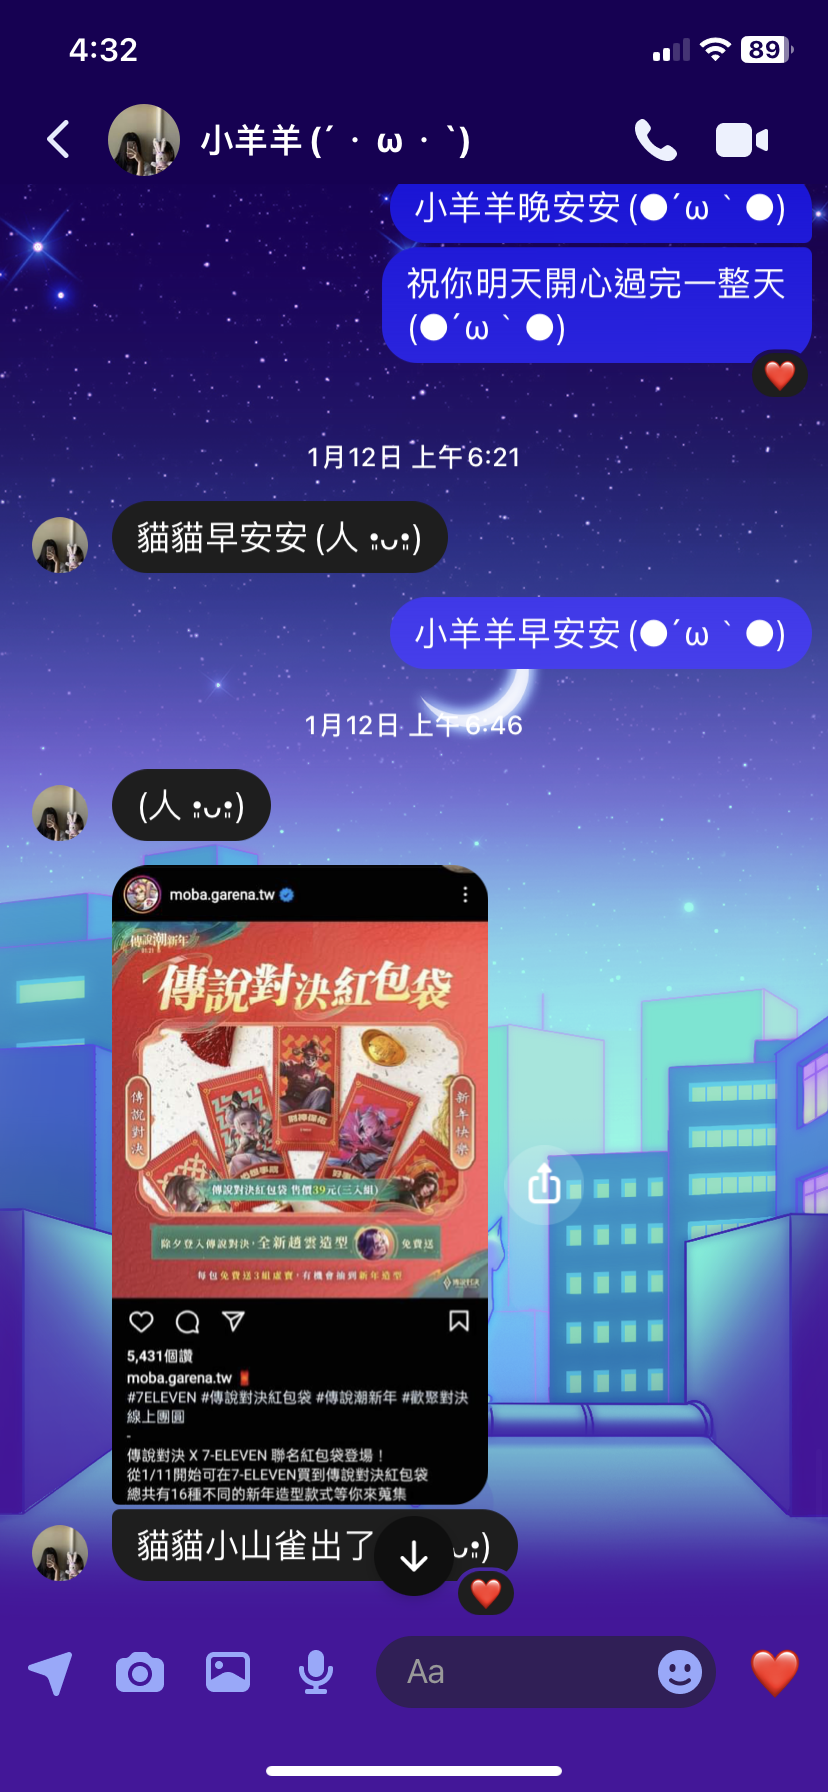 4:32
89
小羊羊 (´・ω・`)
小羊羊晚安安 (●´ω｀●)
祝你明天開心過完一整天
(●´ω｀●)
1月12日 上午6:21
貓貓早安安 (人 •ᴗ•)
小羊羊早安安 (●´ω｀●)
1月12日 上午6:46
(人 •ᴗ•)
moba.garena.tw
傳說潮新年
傳說對決紅包袋
傳說對決
新年快樂
財神傑佑
傳說對決紅包袋 售價39元(三入組)
除夕登入傳說對決,全新趙雲造型 免費送
每包免費送3組虛寶,有機會抽到新年造型
傳說對決
5,431個讚
moba.garena.tw
#7ELEVEN #傳說對決紅包袋 #傳說潮新年 #歡聚對決
線上團圓
-
傳說對決 X 7-ELEVEN 聯名紅包袋登場！
從1/11開始可在7-ELEVEN買到傳說對決紅包袋
總共有16種不同的新年造型款式等你來蒐集
貓貓小山雀出了
Aa